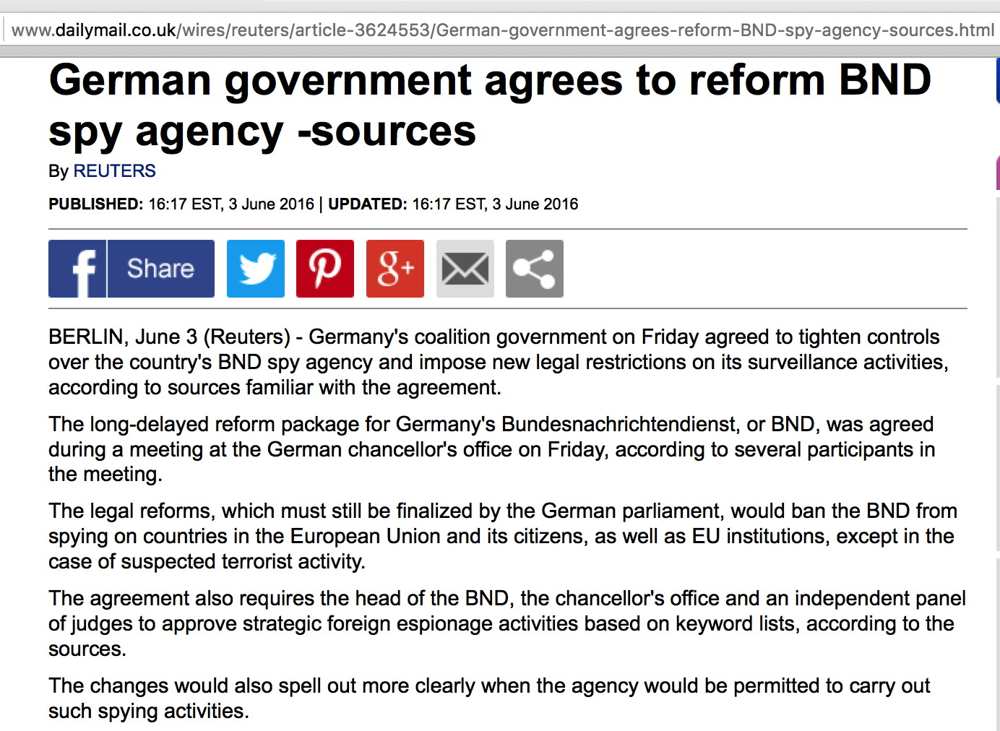 www.dailymail.co.uk/wires/reuters/article-3624553/German-government-agrees-reform-BND-spy-agency-sources.html
German government agrees to reform BND
spy agency -sources
By REUTERS
PUBLISHED: 16:17 EST, 3 June 2016 | UPDATED: 16:17 EST, 3 June 2016
f Share g+
BERLIN, June 3 (Reuters) - Germany's coalition government on Friday agreed to tighten controls
over the country's BND spy agency and impose new legal restrictions on its surveillance activities,
according to sources familiar with the agreement.
The long-delayed reform package for Germany's Bundesnachrichtendienst, or BND, was agreed
during a meeting at the German chancellor's office on Friday, according to several participants in
the meeting.
The legal reforms, which must still be finalized by the German parliament, would ban the BND from
spying on countries in the European Union and its citizens, as well as EU institutions, except in the
case of suspected terrorist activity.
The agreement also requires the head of the BND, the chancellor's office and an independent panel
of judges to approve strategic foreign espionage activities based on keyword lists, according to the
sources.
The changes would also spell out more clearly when the agency would be permitted to carry out
such spying activities.